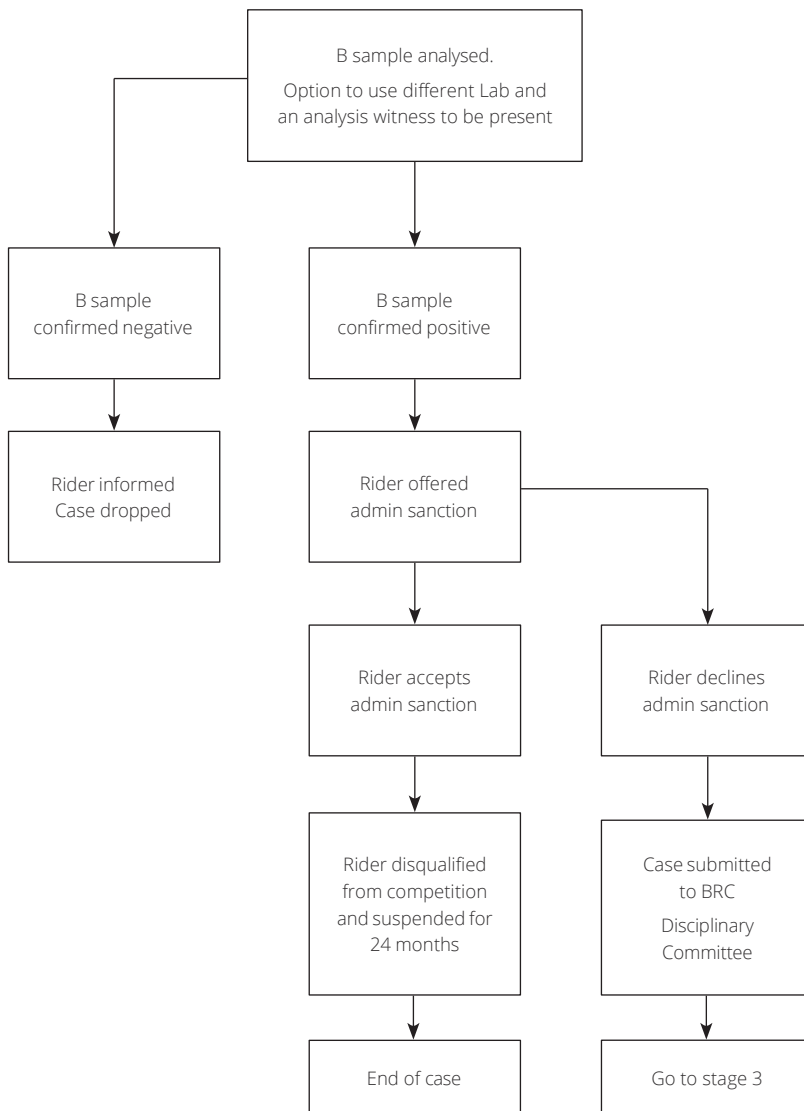 B sample analysed.
Option to use different Lab and
an analysis witness to be present
B sample
confirmed negative
B sample
confirmed positive
Rider informed
Case dropped
Rider offered
admin sanction
Rider accepts
admin sanction
Rider declines
admin sanction
Rider disqualified
from competition
and suspended for
24 months
Case submitted
to BRC
Disciplinary
Committee
End of case
Go to stage 3